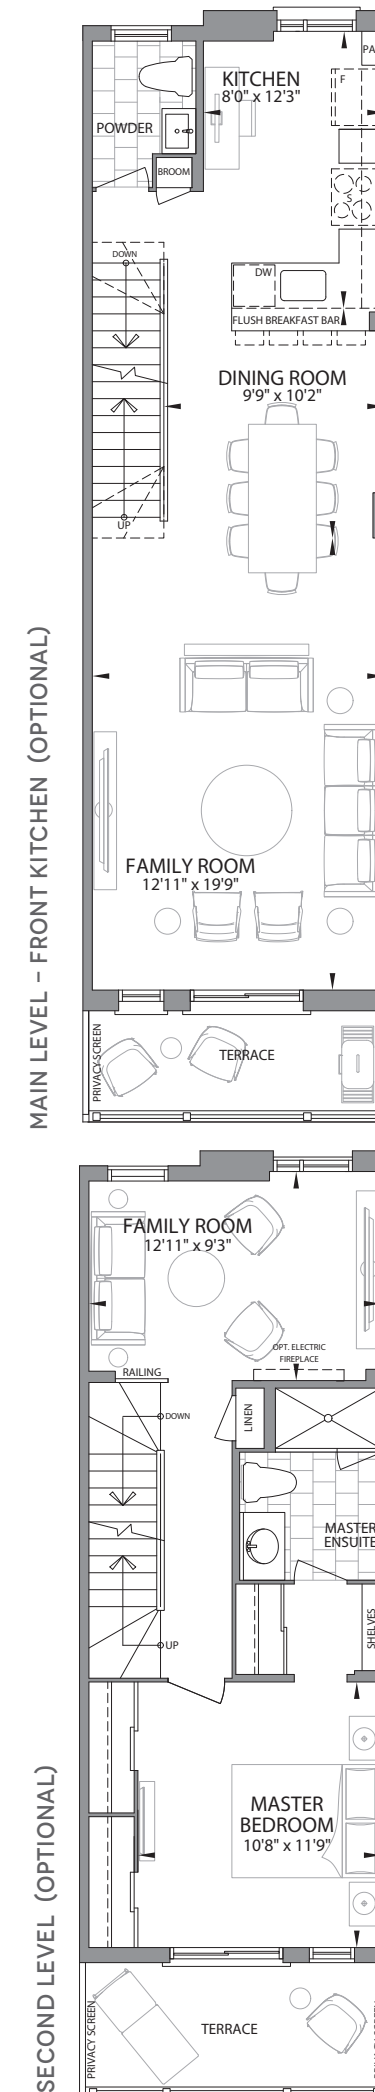 PA
KITCHEN
8'0" x 12'3"
F
POWDER
BROOM
S
DOWN
DW
FLUSH BREAKFAST BAR
DINING ROOM
9'9" x 10'2"
UP
FAMILY ROOM
12'11" x 19'9"
PRIVACY SCREEN
TERRACE
MAIN LEVEL – FRONT KITCHEN (OPTIONAL)
FAMILY ROOM
12'11" x 9'3"
OPT. ELECTRIC
FIREPLACE
RAILING
LINEN
DOWN
MASTER
ENSUITE
SHELVES
UP
MASTER
BEDROOM
10'8" x 11'9"
PRIVACY SCREEN
TERRACE
SECOND LEVEL (OPTIONAL)